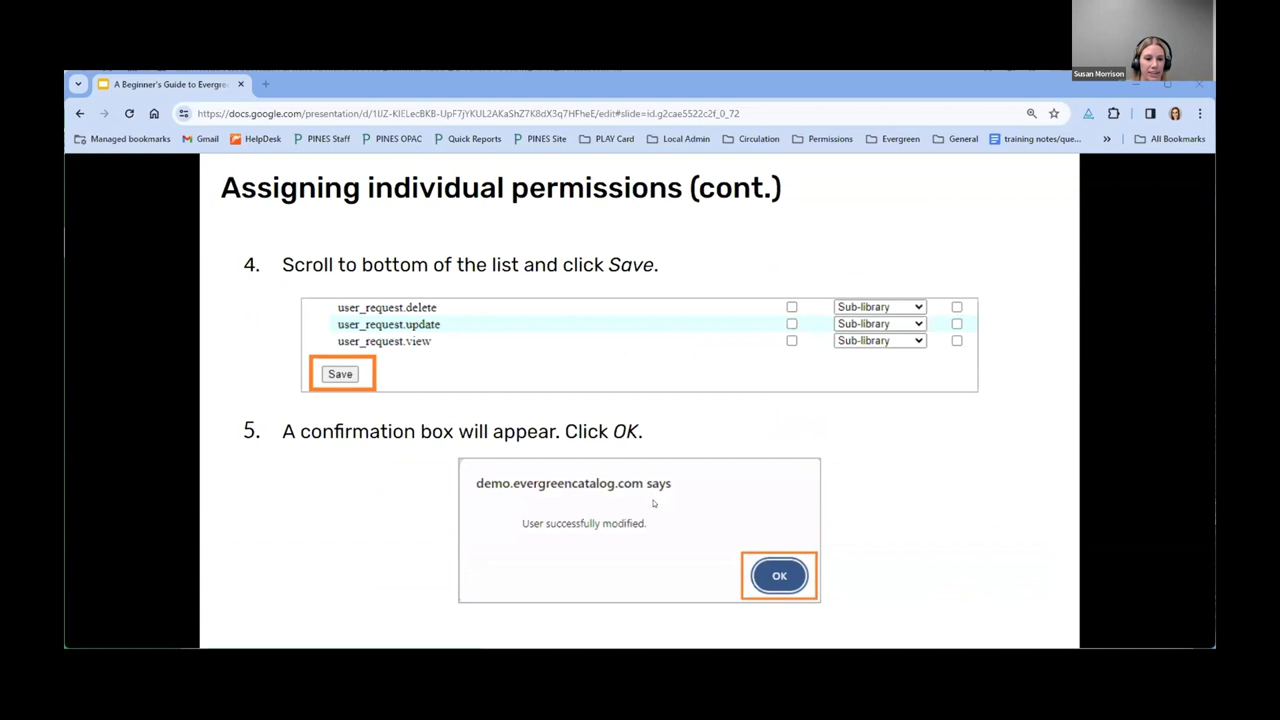 Susan Morrison
A Beginner's Guide to Evergre
https://docs.google.com/presentation/d/1IJZ-KIELecBKB-UpF7jYKUL2AKaShZ7K8dX3q7HFheE/edit#slide=id.g2cae5522c2f_0_72
Managed bookmarks Gmail HelpDesk PINES Staff PINES OPAC Quick Reports PINES Site PLAY Card Local Admin Circulation Permissions Evergreen General training notes/que... » All Bookmarks
Assigning individual permissions (cont.)
4. Scroll to bottom of the list and click Save.
user_request.delete Sub-library
user_request.update Sub-library
user_request.view Sub-library
Save
5. A confirmation box will appear. Click OK.
demo.evergreencatalog.com says
User successfully modified.
OK